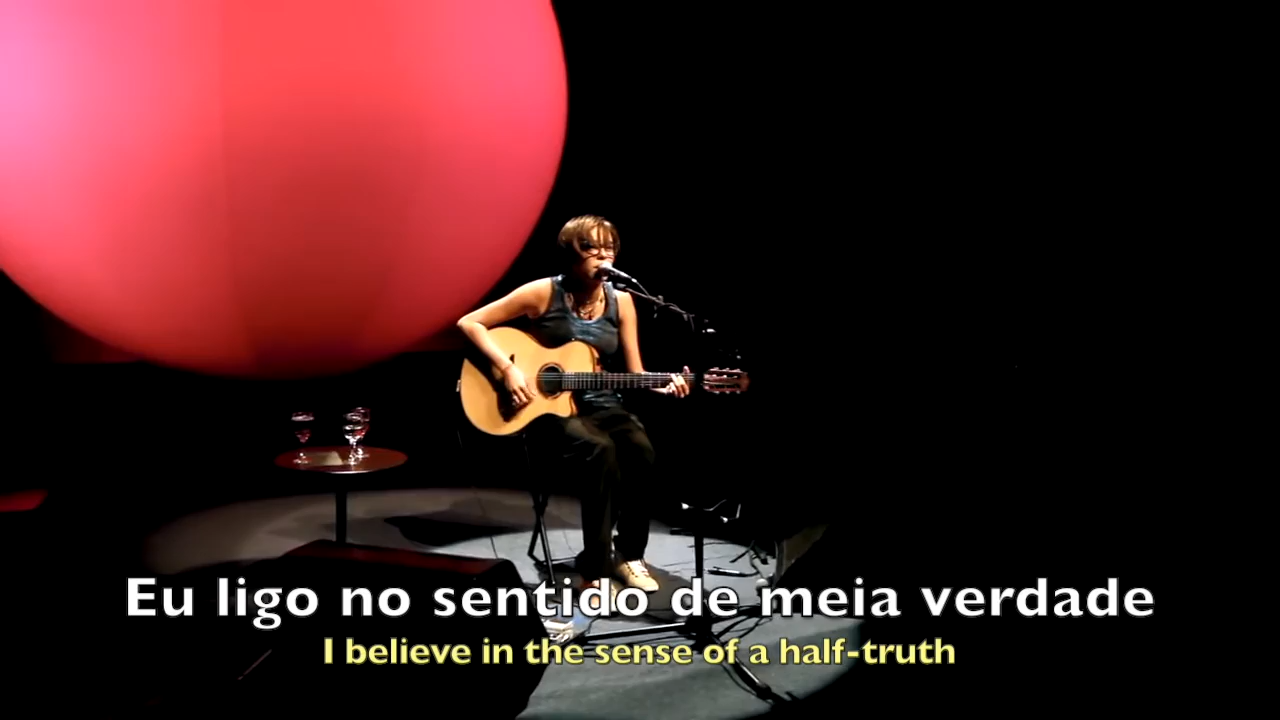 Eu ligo no sentido de meia verdade
I believe in the sense of a half-truth